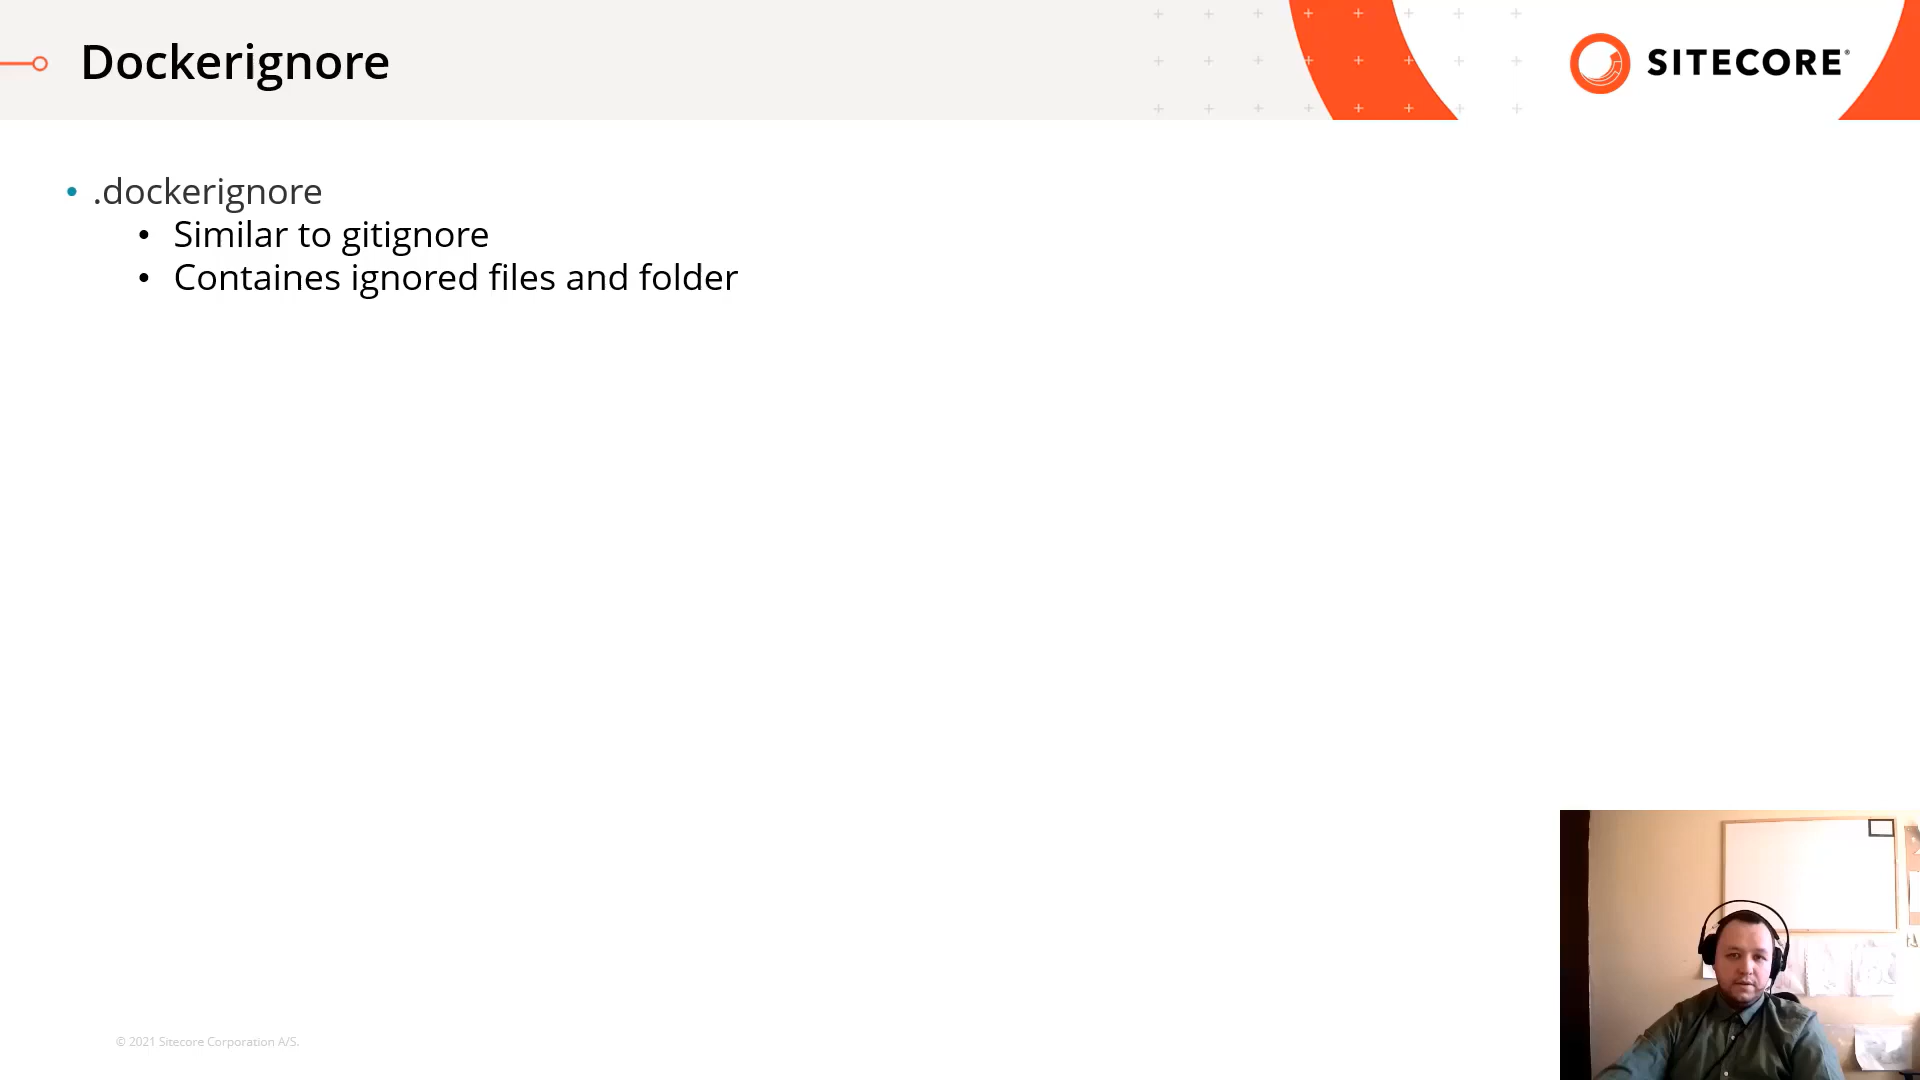 Dockerignore
SITECORE
• .dockerignore
• Similar to gitignore
• Containes ignored files and folder
© 2021 Sitecore Corporation A/S.